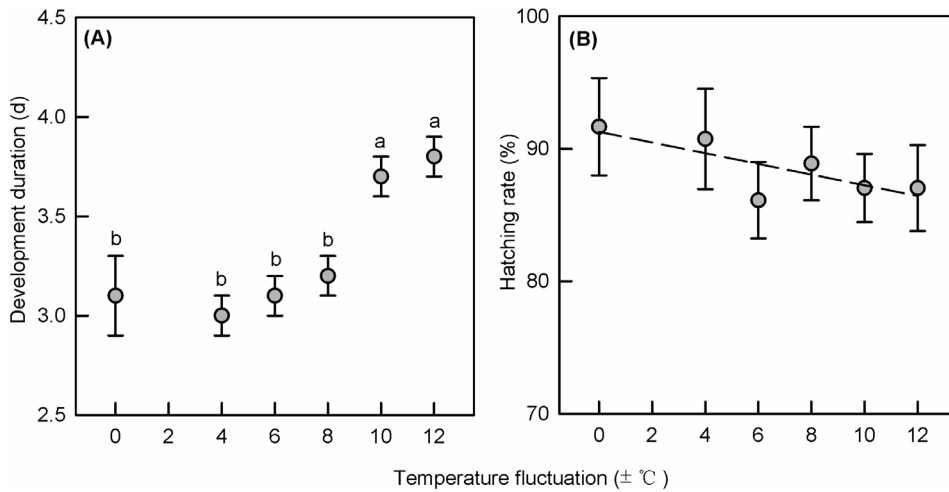 (A)
Development duration (d)
4.5
4.0
3.5
3.0
2.5
b
b
b
b
a
a
0 2 4 6 8 10 12
(B)
Hatching rate (%)
100
90
80
70
0 2 4 6 8 10 12
Temperature fluctuation (± ℃ )